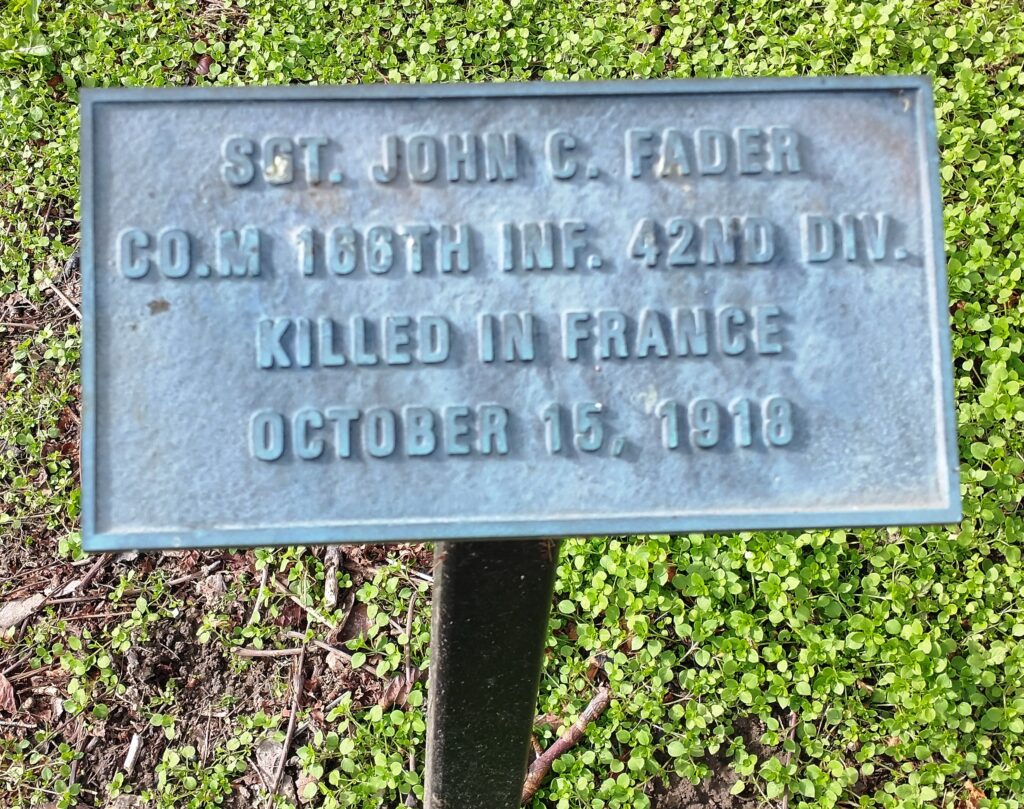 SGT. JOHN C. FADER
CO.M 166TH INF. 42ND DIV.
KILLED IN FRANCE
OCTOBER 15, 1918